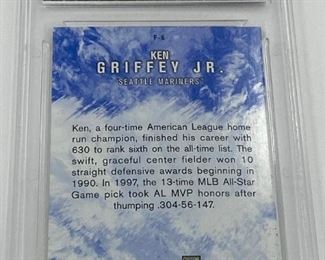 F-6
KEN
GRIFFEY JR.
SEATTLE MARINERS
Ken, a four-time American League home
run champion, finished his career with
630 to rank sixth on the all-time list. The
swift, graceful center fielder won 10
straight defensive awards beginning in
1990. In 1997, the 13-time MLB All-Star
Game pick took AL MVP honors after
thumping .304-56-147.